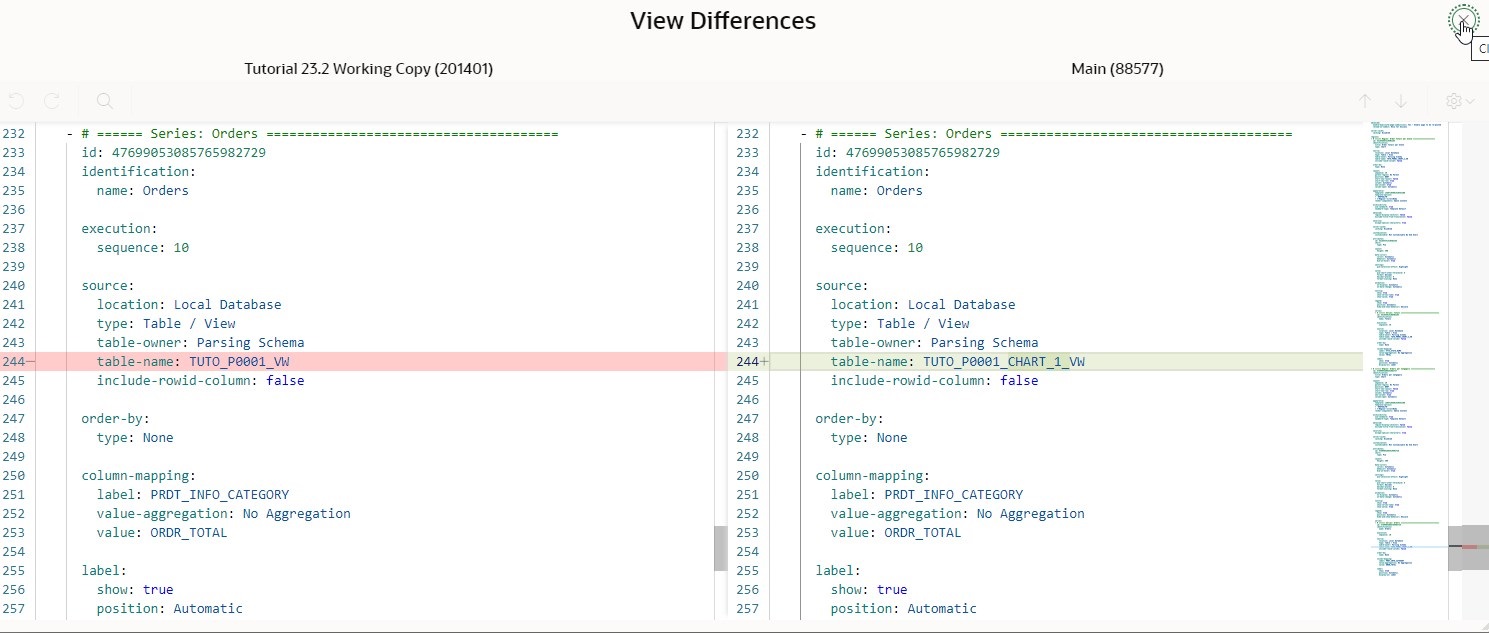 View Differences
Cl
Tutorial 23.2 Working Copy (201401)
Main (88577)
232 - # ====== Series: Orders ======================================
233 id: 47699053085765982729
234 identification:
235 name: Orders
236
237 execution:
238 sequence: 10
239
240 source:
241 location: Local Database
242 type: Table / View
243 table-owner: Parsing Schema
244− table-name: TUTO_P0001_VW
245 include-rowid-column: false
246
247 order-by:
248 type: None
249
250 column-mapping:
251 label: PRDT_INFO_CATEGORY
252 value-aggregation: No Aggregation
253 value: ORDR_TOTAL
254
255 label:
256 show: true
257 position: Automatic
232 - # ====== Series: Orders ======================================
233 id: 47699053085765982729
234 identification:
235 name: Orders
236
237 execution:
238 sequence: 10
239
240 source:
241 location: Local Database
242 type: Table / View
243 table-owner: Parsing Schema
244+ table-name: TUTO_P0001_CHART_1_VW
245 include-rowid-column: false
246
247 order-by:
248 type: None
249
250 column-mapping:
251 label: PRDT_INFO_CATEGORY
252 value-aggregation: No Aggregation
253 value: ORDR_TOTAL
254
255 label:
256 show: true
257 position: Automatic